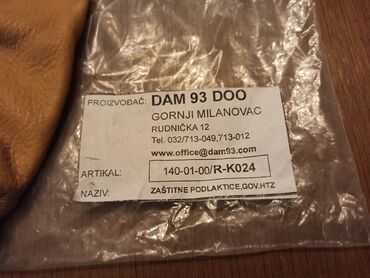 PROIZVOĐAČ: DAM 93 DOO
GORNJI MILANOVAC
RUDNIČKA 12
Tel. 032/713-049,713-012
www.office@dam93.com
ARTIKAL: 140-01-00/R-K024
NAZIV: ZAŠTITNE PODLAKTICE,GOV.HTZ